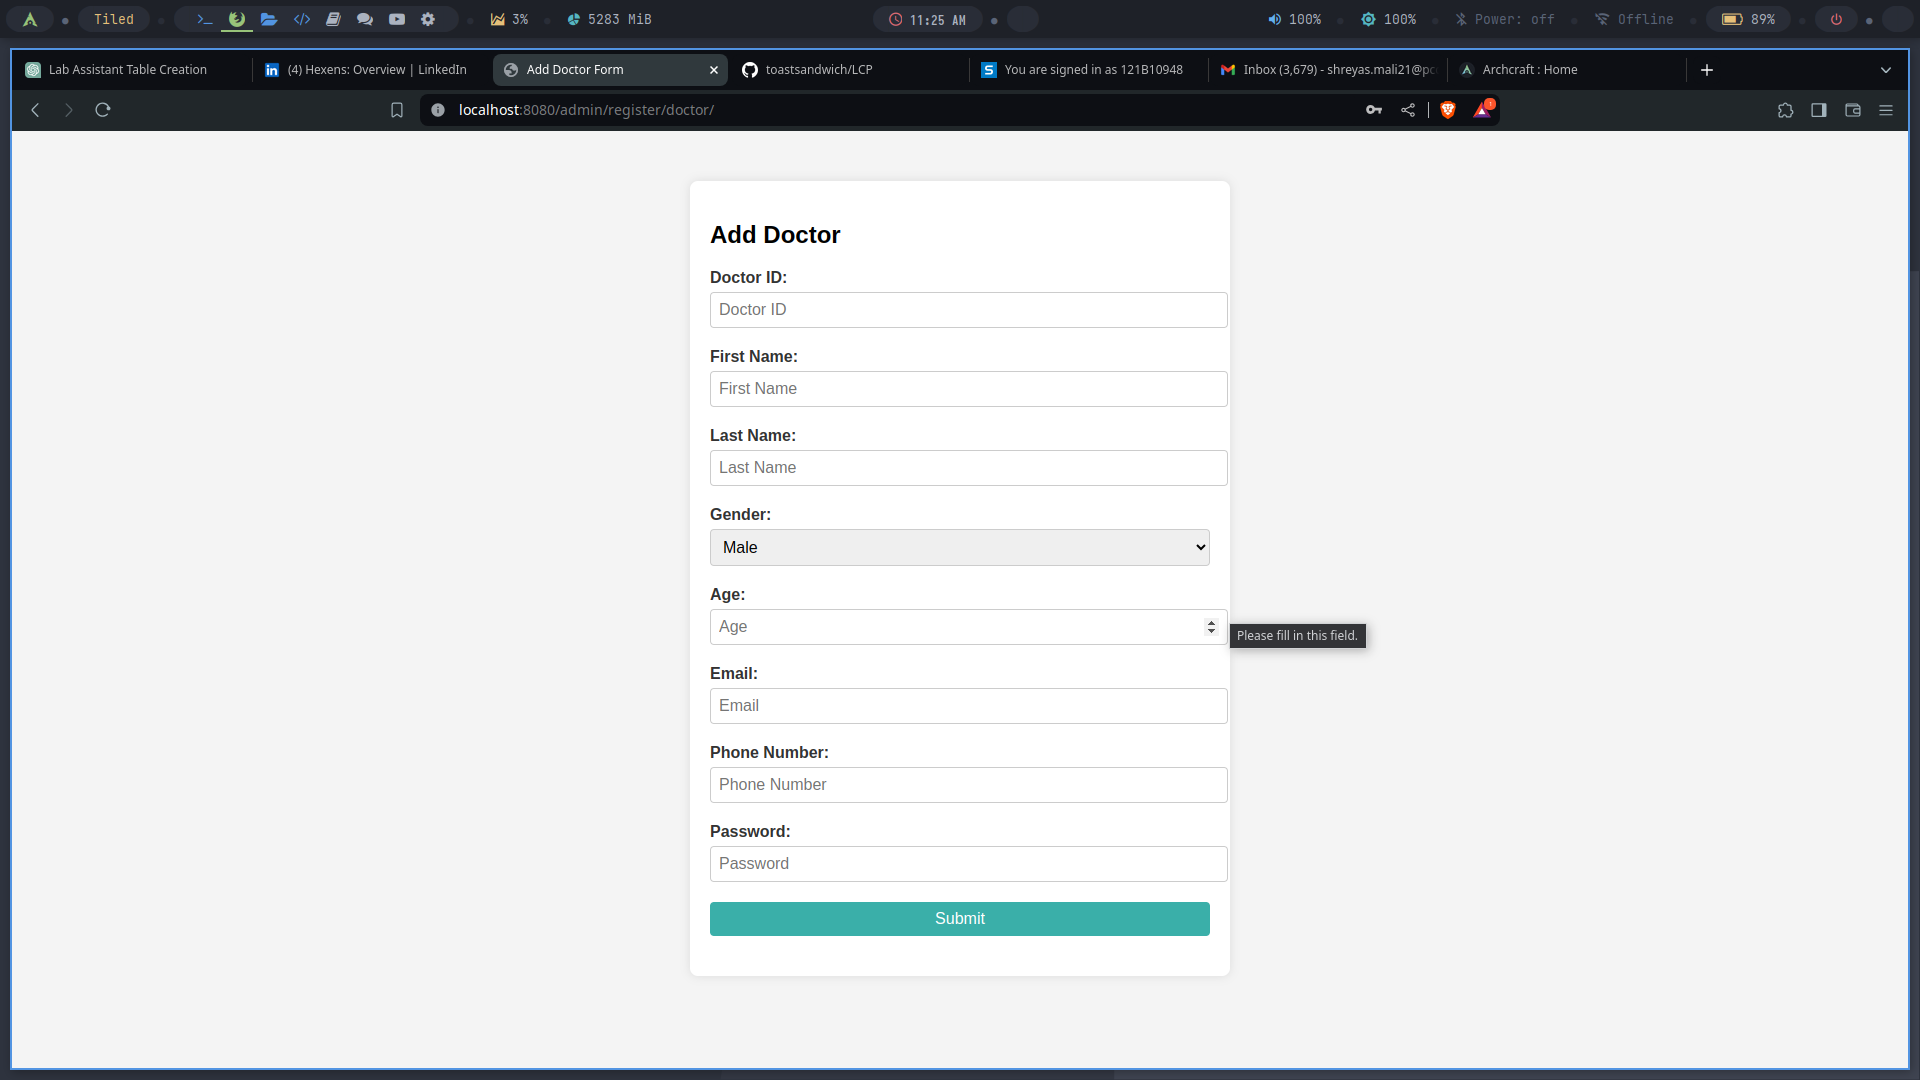 Tiled 3% 5283 MiB 11:25 AM 100% 100% Power: off Offline 89%
Lab Assistant Table Creation (4) Hexens: Overview | LinkedIn Add Doctor Form toastsandwich/LCP You are signed in as 121B10948 Inbox (3,679) - shreyas.mali21@pc Archcraft : Home
localhost:8080/admin/register/doctor/
Add Doctor
Doctor ID:
Doctor ID
First Name:
First Name
Last Name:
Last Name
Gender:
Male
Age:
Age
Please fill in this field.
Email:
Email
Phone Number:
Phone Number
Password:
Password
Submit